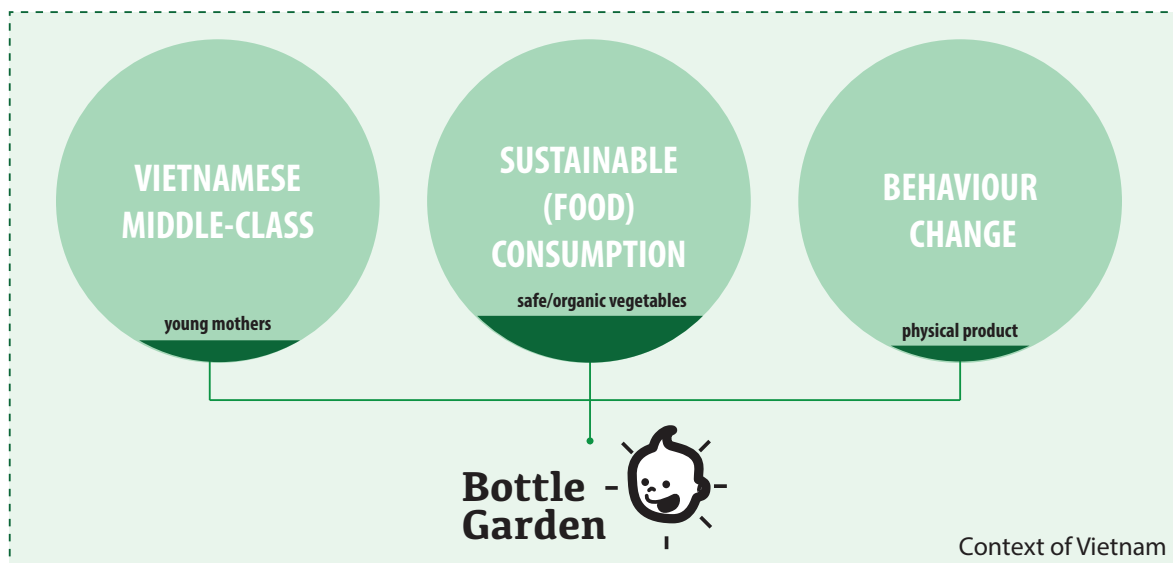 VIETNAMESE
MIDDLE-CLASS
young mothers
SUSTAINABLE
(FOOD)
CONSUMPTION
safe/organic vegetables
BEHAVIOUR
CHANGE
physical product
Bottle
Garden
Context of Vietnam